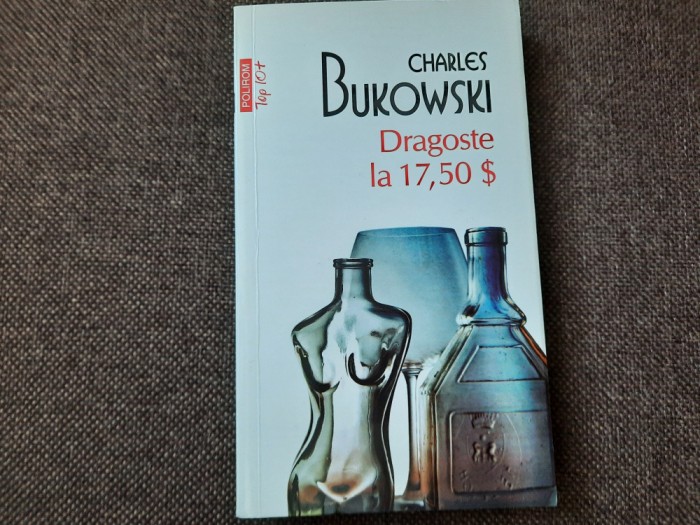 POLIROM
Top 10+
CHARLES
BUKOWSKI
Dragoste
la 17,50 $